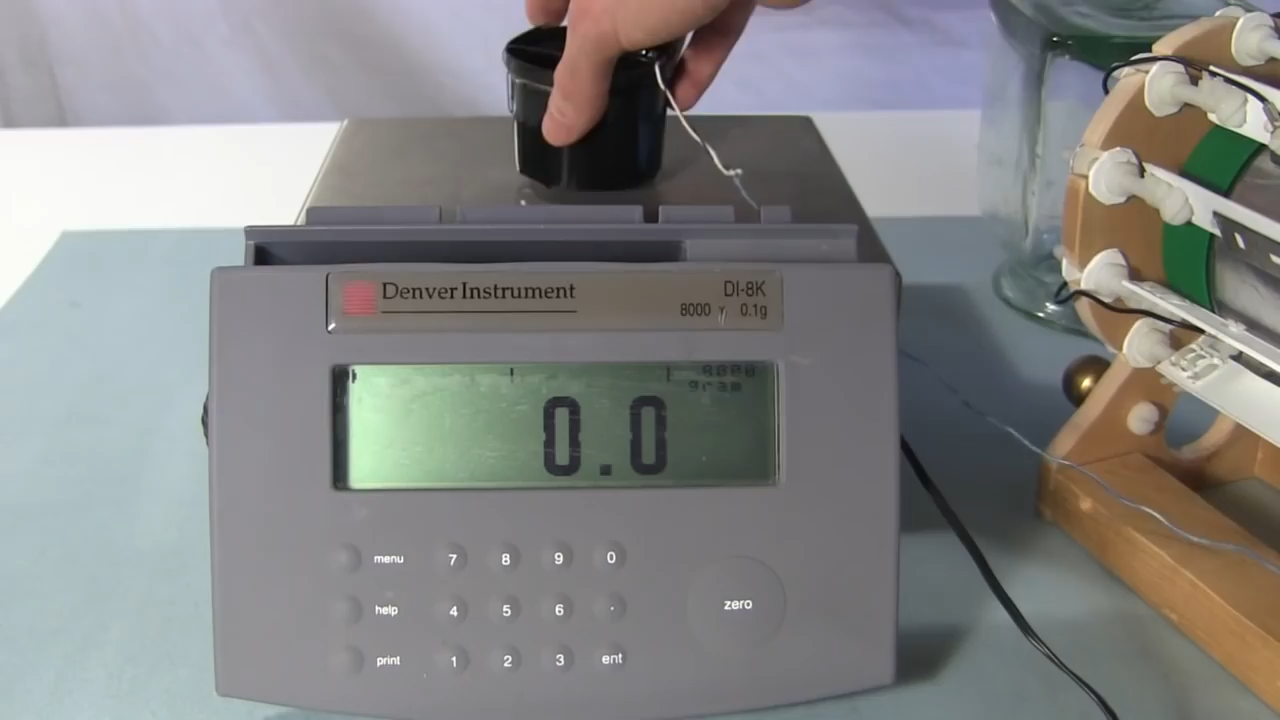 Denver Instrument
DI-8K
8000 g 0.1g
8000
gram
0.0
menu 7 8 9 0
help 4 5 6 .
zero
print 1 2 3 ent